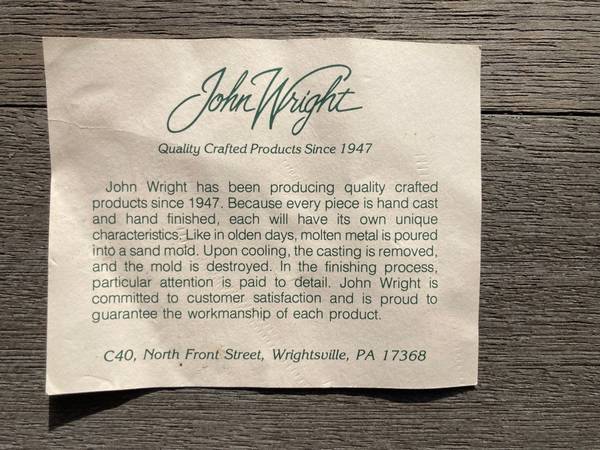 John Wright
Quality Crafted Products Since 1947
John Wright has been producing quality crafted
products since 1947. Because every piece is hand cast
and hand finished, each will have its own unique
characteristics. Like in olden days, molten metal is poured
into a sand mold. Upon cooling, the casting is removed,
and the mold is destroyed. In the finishing process,
particular attention is paid to detail. John Wright is
committed to customer satisfaction and is proud to
guarantee the workmanship of each product.
C40, North Front Street, Wrightsville, PA 17368